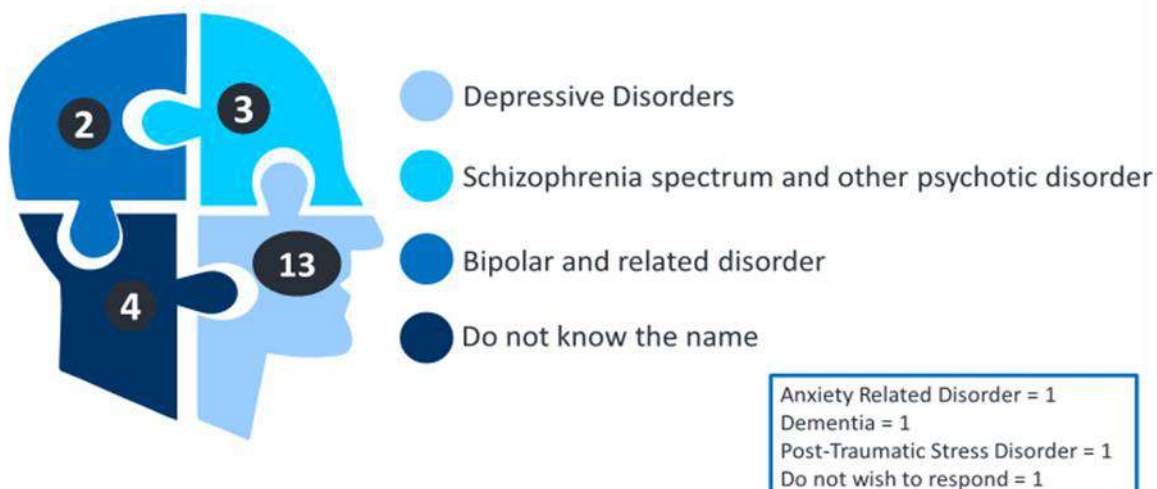 2
3
4
13
Depressive Disorders
Schizophrenia spectrum and other psychotic disorder
Bipolar and related disorder
Do not know the name
Anxiety Related Disorder = 1
Dementia = 1
Post-Traumatic Stress Disorder = 1
Do not wish to respond = 1